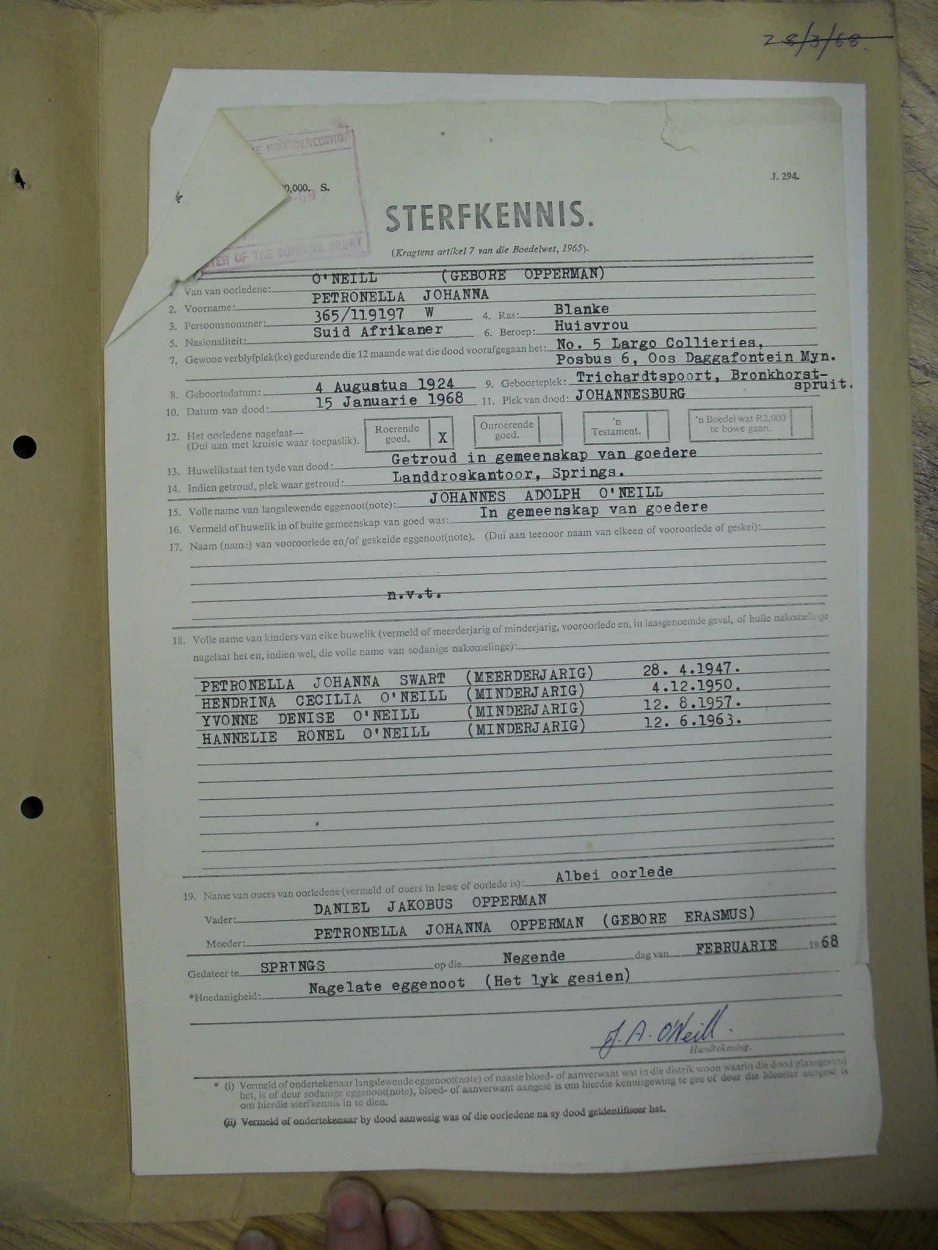 28/3/68.
J. 294.
0,000. S.
STERFKENNIS.
(Kragtens artikel 7 van die Boedelwet, 1965).
TER OF THE SUPREME COURT
1. Van van oorledene: O'NEILL (GEBORE OPPERMAN)
2. Voorname: PETRONELLA JOHANNA
3. Persoonsnommer: 365/119197 W 4. Ras: Blanke
5. Nasionaliteit: Suid Afrikaner 6. Beroep: Huisvrou
7. Gewone verblyfplek(ke) gedurende die 12 maande wat die dood voorafgegaan het: No. 5 Largo Collieries,
Posbus 6, Oos Daggafontein Myn.
8. Geboortedatum: 4 Augustus 1924 9. Geboorteplek: Trichardtspoort, Bronkhorst-
spruit.
10. Datum van dood: 15 Januarie 1968 11. Plek van dood: JOHANNESBURG
12. Het oorledene nagelaat—
(Dui aan met kruisie waar toepaslik).
Roerende goed. X
Onroerende goed.
'n Testament.
'n Boedel wat R2,000 te bowe gaan.
13. Huwelikstaat ten tyde van dood: Getroud in gemeenskap van goedere
14. Indien getroud, plek waar getroud: Landdroskantoor, Springs.
15. Volle name van langslewende eggenoot(note): JOHANNES ADOLPH O'NEILL
16. Vermeld of huwelik in of buite gemeenskap van goed was: In gemeenskap van goedere
17. Naam (name) van vooroorlede en/of geskeide eggenoot(note), (Dui aan teenoor naam van elkeen of vooroorlede of geskei):
n.v.t.
18. Volle name van kinders van elke huwelik (vermeld of meerderjarig of minderjarig, vooroorlede en, in laasgenoemde geval, of hulle nakomelinge
nagelaat het en, indien wel, die volle name van sodanige nakomelinge):
PETRONELLA JOHANNA SWART (MEERDERJARIG) 28. 4.1947.
HENDRINA CECILIA O'NEILL (MINDERJARIG) 4.12.1950.
YVONNE DENISE O'NEILL (MINDERJARIG) 12. 8.1957.
HANNELIE RONEL O'NEILL (MINDERJARIG) 12. 6.1963.
19. Name van ouers van oorledene (vermeld of ouers in lewe of oorlede is): Albei oorlede
Vader: DANIEL JAKOBUS OPPERMAN
Moeder: PETRONELLA JOHANNA OPPERMAN (GEBORE ERASMUS)
Gedateer te SPRINGS op die Negende dag van FEBRUARIE 1968
*Hoedanigheid: Nagelate eggenoot (Het lyk gesien)
J. A. O'Neill.
Handtekening.
* (i) Vermeld of ondertekenaar langslewende eggenoot(note) of naaste bloed- of aanverwant wat in die distrik woon waarin die dood plaasgevind
het, is of deur sodanige eggenoot(note), bloed- of aanverwant aangesê is om hierdie kennisgewing te gee of deur die Meester aangesê is
om hierdie sterfkennis in te dien.
(ii) Vermeld of ondertekenaar by dood aanwesig was of die oorledene na sy dood geïdentifiseer het.